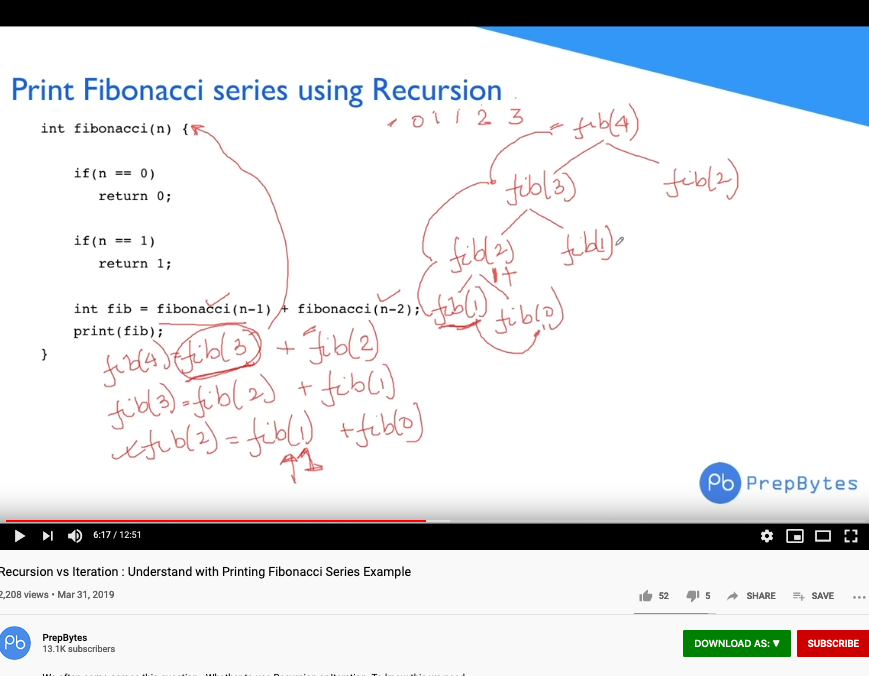 Print Fibonacci series using Recursion
0 1 1 2 3
= fib(4)
int fibonacci(n) {
if(n == 0)
fib(3) fib(2)
return 0;
if(n == 1)
fib(2) fib(1)
return 1;
int fib = fibonacci(n-1) + fibonacci(n-2);
fib(1) fib(0)
print(fib);
}
fib(4)=fib(3) + fib(2)
fib(3)=fib(2) + fib(1)
fib(2) = fib(1) + fib(0)
1
Pb PrepBytes
6:17 / 12:51
Recursion vs Iteration : Understand with Printing Fibonacci Series Example
2,208 views • Mar 31, 2019
52 5 SHARE SAVE
Pb
PrepBytes
13.1K subscribers
DOWNLOAD AS: ▼ SUBSCRIBE